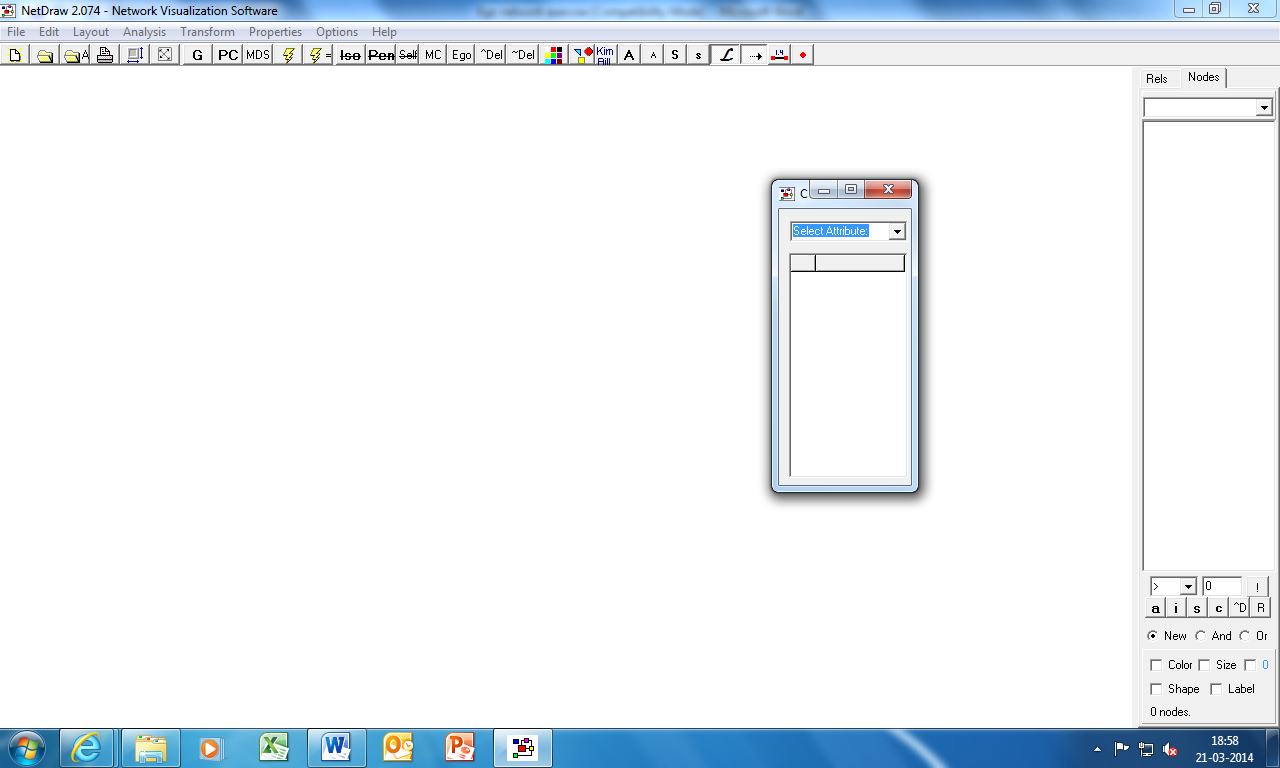 NetDraw 2.074 - Network Visualization Software
File Edit Layout Analysis Transform Properties Options Help
A G PC MDS = Iso Pen Self MC Ego ^Del ~Del Kim Bill A A S s L 1.4
Rels Nodes
C
Select Attribute:
> 0 !
a i s c ^D R
New And Or
Color Size 0
Shape Label
0 nodes.
18:58
21-03-2014